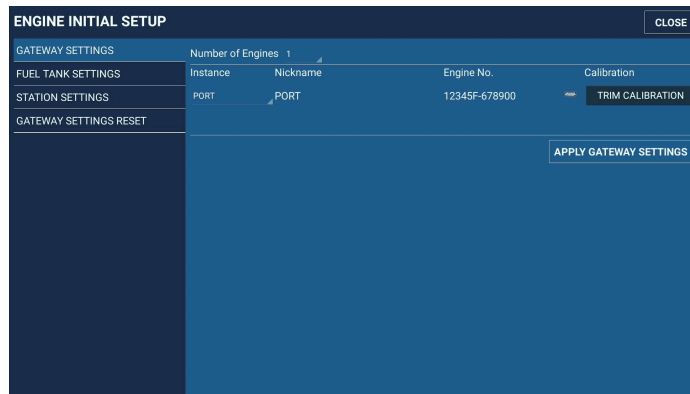 ENGINE INITIAL SETUP
CLOSE
GATEWAY SETTINGS
FUEL TANK SETTINGS
STATION SETTINGS
GATEWAY SETTINGS RESET
Number of Engines 1
Instance Nickname Engine No. Calibration
PORT PORT 12345F-678900 TRIM CALIBRATION
APPLY GATEWAY SETTINGS